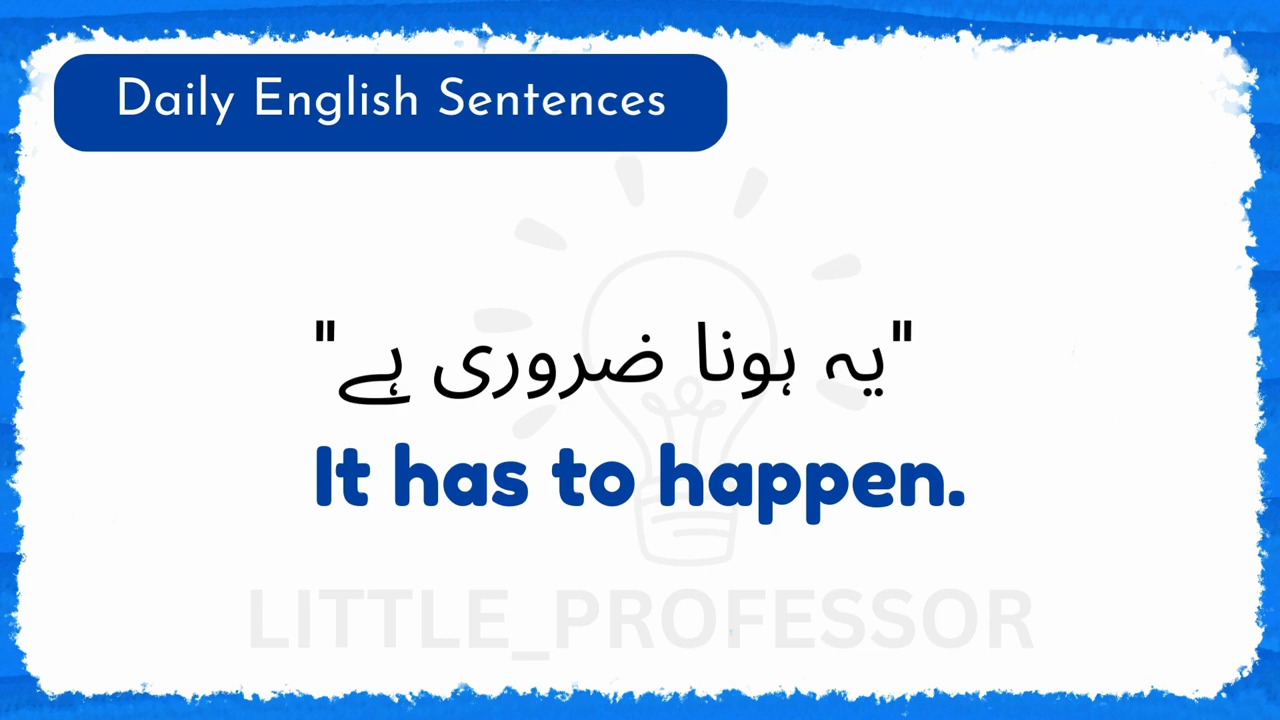 Daily English Sentences
"یہ ہونا ضروری ہے"
It has to happen.
LITTLE_PROFESSOR